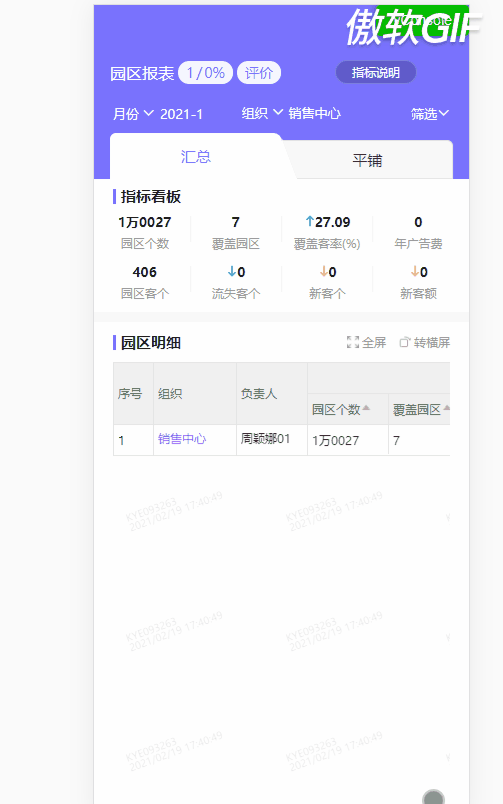 vConsole
傲软GIF
园区报表 1/0% 评价 指标说明
月份 2021-1 组织 销售中心 筛选
汇总 平铺
指标看板
1万0027 7 ↑27.09 0
园区个数 覆盖园区 覆盖客率(%) 年广告费
406 ↓0 ↓0 ↓0
园区客个 流失客个 新客个 新客额
园区明细 全屏 转横屏
序号 组织 负责人
园区个数 覆盖园区
1 销售中心 周颖娜01 1万0027 7
KYE093263 KYE093263
2021/02/19 17:40:49 2021/02/19 17:40:49
KYE093263 KYE093263
2021/02/19 17:40:49 2021/02/19 17:40:49
KYE093263 KYE093263
2021/02/19 17:40:49 2021/02/19 17:40:49